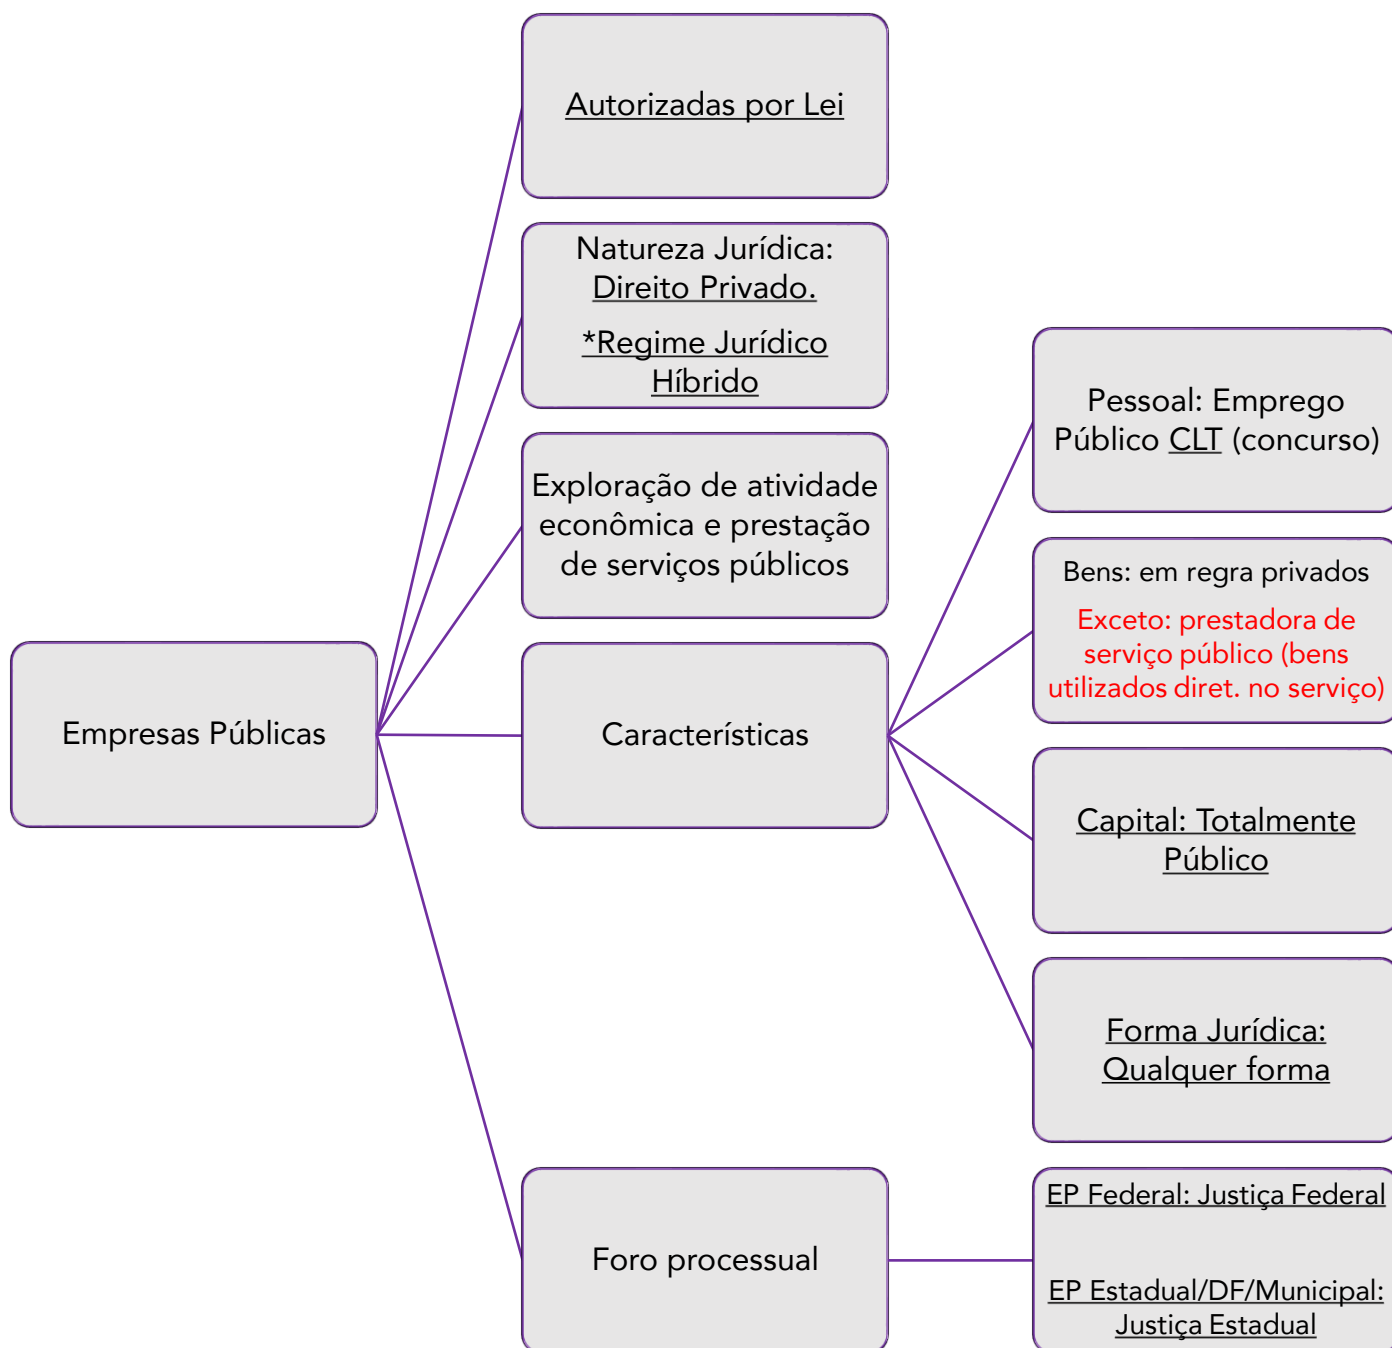 Autorizadas por Lei
Natureza Jurídica:
Direito Privado.
*Regime Jurídico
Híbrido
Exploração de atividade
econômica e prestação
de serviços públicos
Empresas Públicas
Características
Pessoal: Emprego
Público CLT (concurso)
Bens: em regra privados
Exceto: prestadora de
serviço público (bens
utilizados diret. no serviço)
Capital: Totalmente
Público
Forma Jurídica:
Qualquer forma
Foro processual
EP Federal: Justiça Federal
EP Estadual/DF/Municipal:
Justiça Estadual